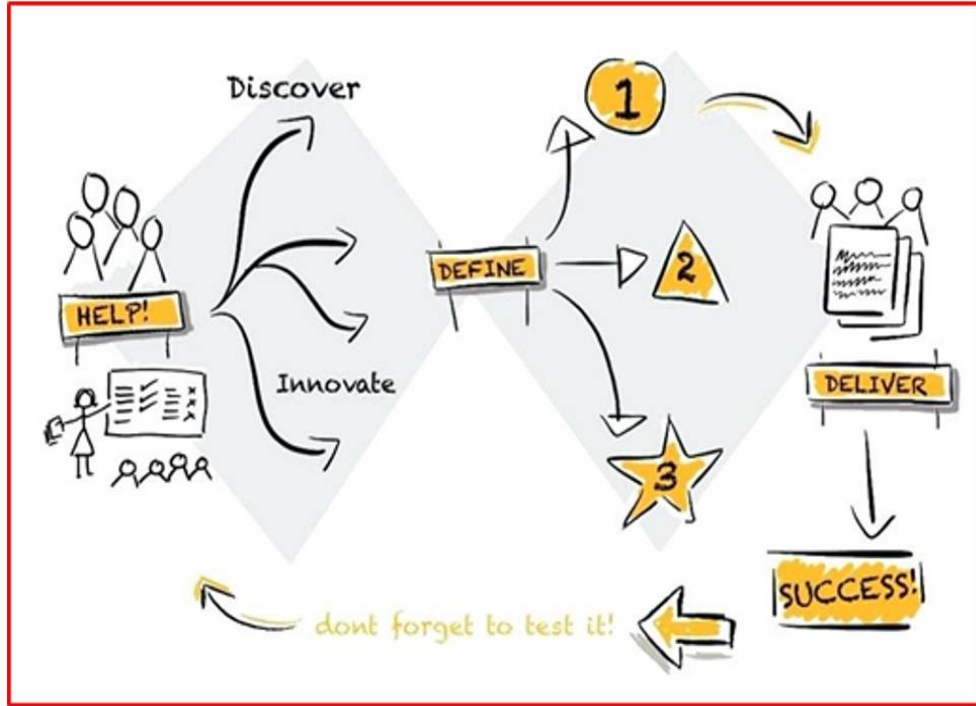 Discover
HELP!
Innovate
DEFINE
1
2
3
DELIVER
SUCCESS!
dont forget to test it!